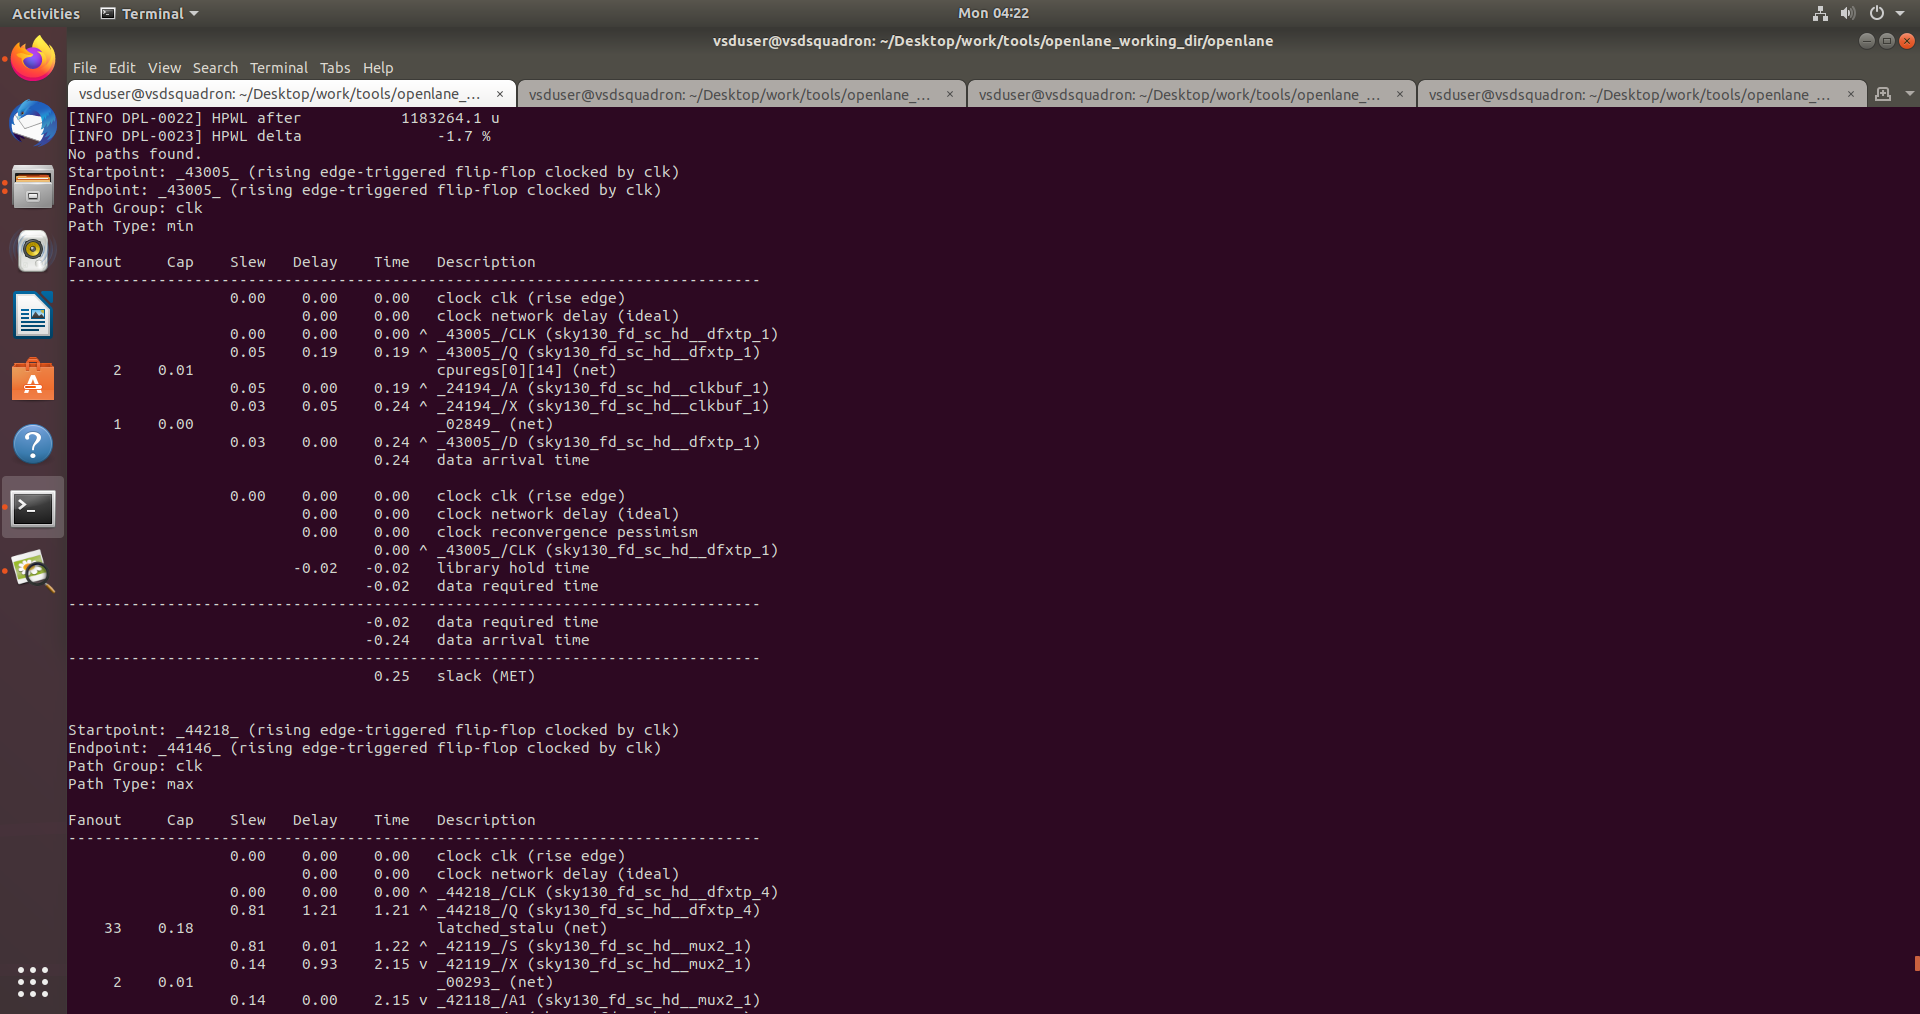 Activities Terminal Mon 04:22
vsduser@vsdsquadron: ~/Desktop/work/tools/openlane_working_dir/openlane
File Edit View Search Terminal Tabs Help
vsduser@vsdsquadron: ~/Desktop/work/tools/openlane_... × vsduser@vsdsquadron: ~/Desktop/work/tools/openlane_... × vsduser@vsdsquadron: ~/Desktop/work/tools/openlane_... × vsduser@vsdsquadron: ~/Desktop/work/tools/openlane_... ×
[INFO DPL-0022] HPWL after           1183264.1 u
[INFO DPL-0023] HPWL delta               -1.7 %
No paths found.
Startpoint: _43005_ (rising edge-triggered flip-flop clocked by clk)
Endpoint: _43005_ (rising edge-triggered flip-flop clocked by clk)
Path Group: clk
Path Type: min
Fanout     Cap    Slew   Delay    Time   Description
-----------------------------------------------------------------------------
                  0.00    0.00    0.00   clock clk (rise edge)
                          0.00    0.00   clock network delay (ideal)
                  0.00    0.00    0.00 ^ _43005_/CLK (sky130_fd_sc_hd__dfxtp_1)
                  0.05    0.19    0.19 ^ _43005_/Q (sky130_fd_sc_hd__dfxtp_1)
     2    0.01                           cpuregs[0][14] (net)
                  0.05    0.00    0.19 ^ _24194_/A (sky130_fd_sc_hd__clkbuf_1)
                  0.03    0.05    0.24 ^ _24194_/X (sky130_fd_sc_hd__clkbuf_1)
     1    0.00                           _02849_ (net)
                  0.03    0.00    0.24 ^ _43005_/D (sky130_fd_sc_hd__dfxtp_1)
                                  0.24   data arrival time
                  0.00    0.00    0.00   clock clk (rise edge)
                          0.00    0.00   clock network delay (ideal)
                          0.00    0.00   clock reconvergence pessimism
                                  0.00 ^ _43005_/CLK (sky130_fd_sc_hd__dfxtp_1)
                         -0.02   -0.02   library hold time
                                 -0.02   data required time
-----------------------------------------------------------------------------
                                 -0.02   data required time
                                 -0.24   data arrival time
-----------------------------------------------------------------------------
                                  0.25   slack (MET)
Startpoint: _44218_ (rising edge-triggered flip-flop clocked by clk)
Endpoint: _44146_ (rising edge-triggered flip-flop clocked by clk)
Path Group: clk
Path Type: max
Fanout     Cap    Slew   Delay    Time   Description
-----------------------------------------------------------------------------
                  0.00    0.00    0.00   clock clk (rise edge)
                          0.00    0.00   clock network delay (ideal)
                  0.00    0.00    0.00 ^ _44218_/CLK (sky130_fd_sc_hd__dfxtp_4)
                  0.81    1.21    1.21 ^ _44218_/Q (sky130_fd_sc_hd__dfxtp_4)
    33    0.18                           latched_stalu (net)
                  0.81    0.01    1.22 ^ _42119_/S (sky130_fd_sc_hd__mux2_1)
                  0.14    0.93    2.15 v _42119_/X (sky130_fd_sc_hd__mux2_1)
     2    0.01                           _00293_ (net)
                  0.14    0.00    2.15 v _42118_/A1 (sky130_fd_sc_hd__mux2_1)